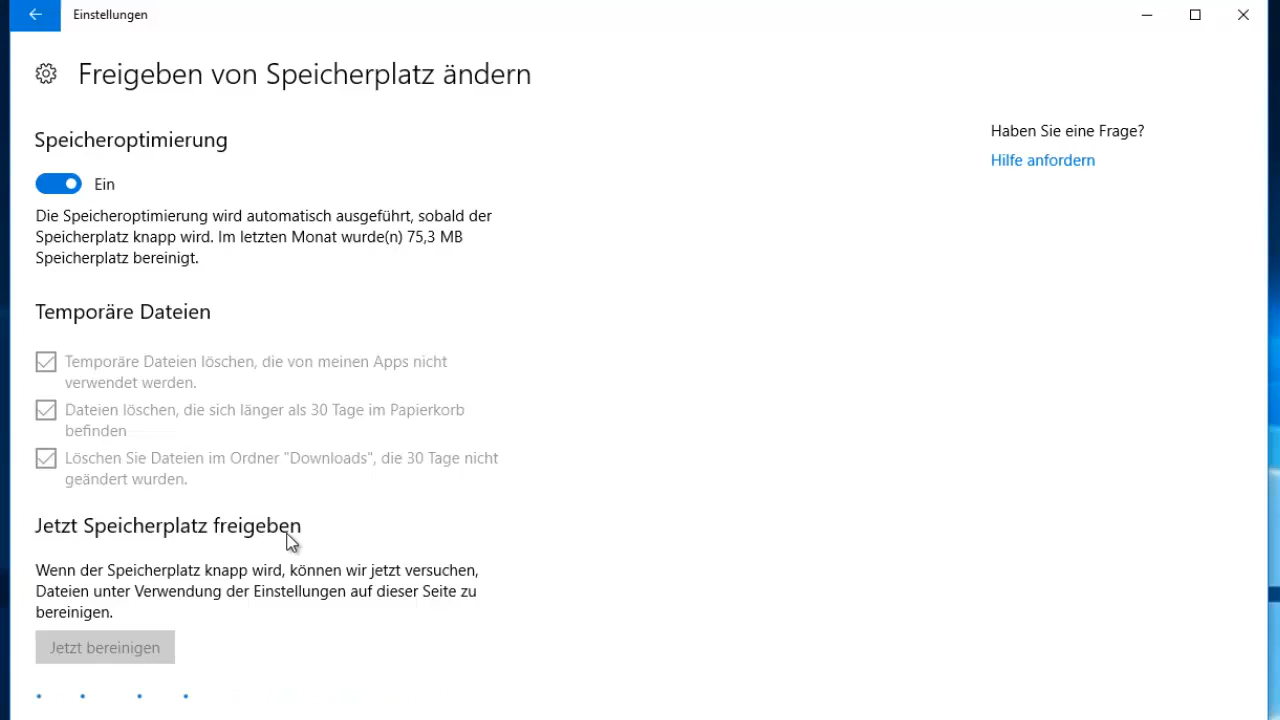 Einstellungen
Freigeben von Speicherplatz ändern
Speicheroptimierung
Ein
Die Speicheroptimierung wird automatisch ausgeführt, sobald der
Speicherplatz knapp wird. Im letzten Monat wurde(n) 75,3 MB
Speicherplatz bereinigt.
Temporäre Dateien
Temporäre Dateien löschen, die von meinen Apps nicht
verwendet werden.
Dateien löschen, die sich länger als 30 Tage im Papierkorb
befinden
Löschen Sie Dateien im Ordner "Downloads", die 30 Tage nicht
geändert wurden.
Jetzt Speicherplatz freigeben
Wenn der Speicherplatz knapp wird, können wir jetzt versuchen,
Dateien unter Verwendung der Einstellungen auf dieser Seite zu
bereinigen.
Jetzt bereinigen
Haben Sie eine Frage?
Hilfe anfordern